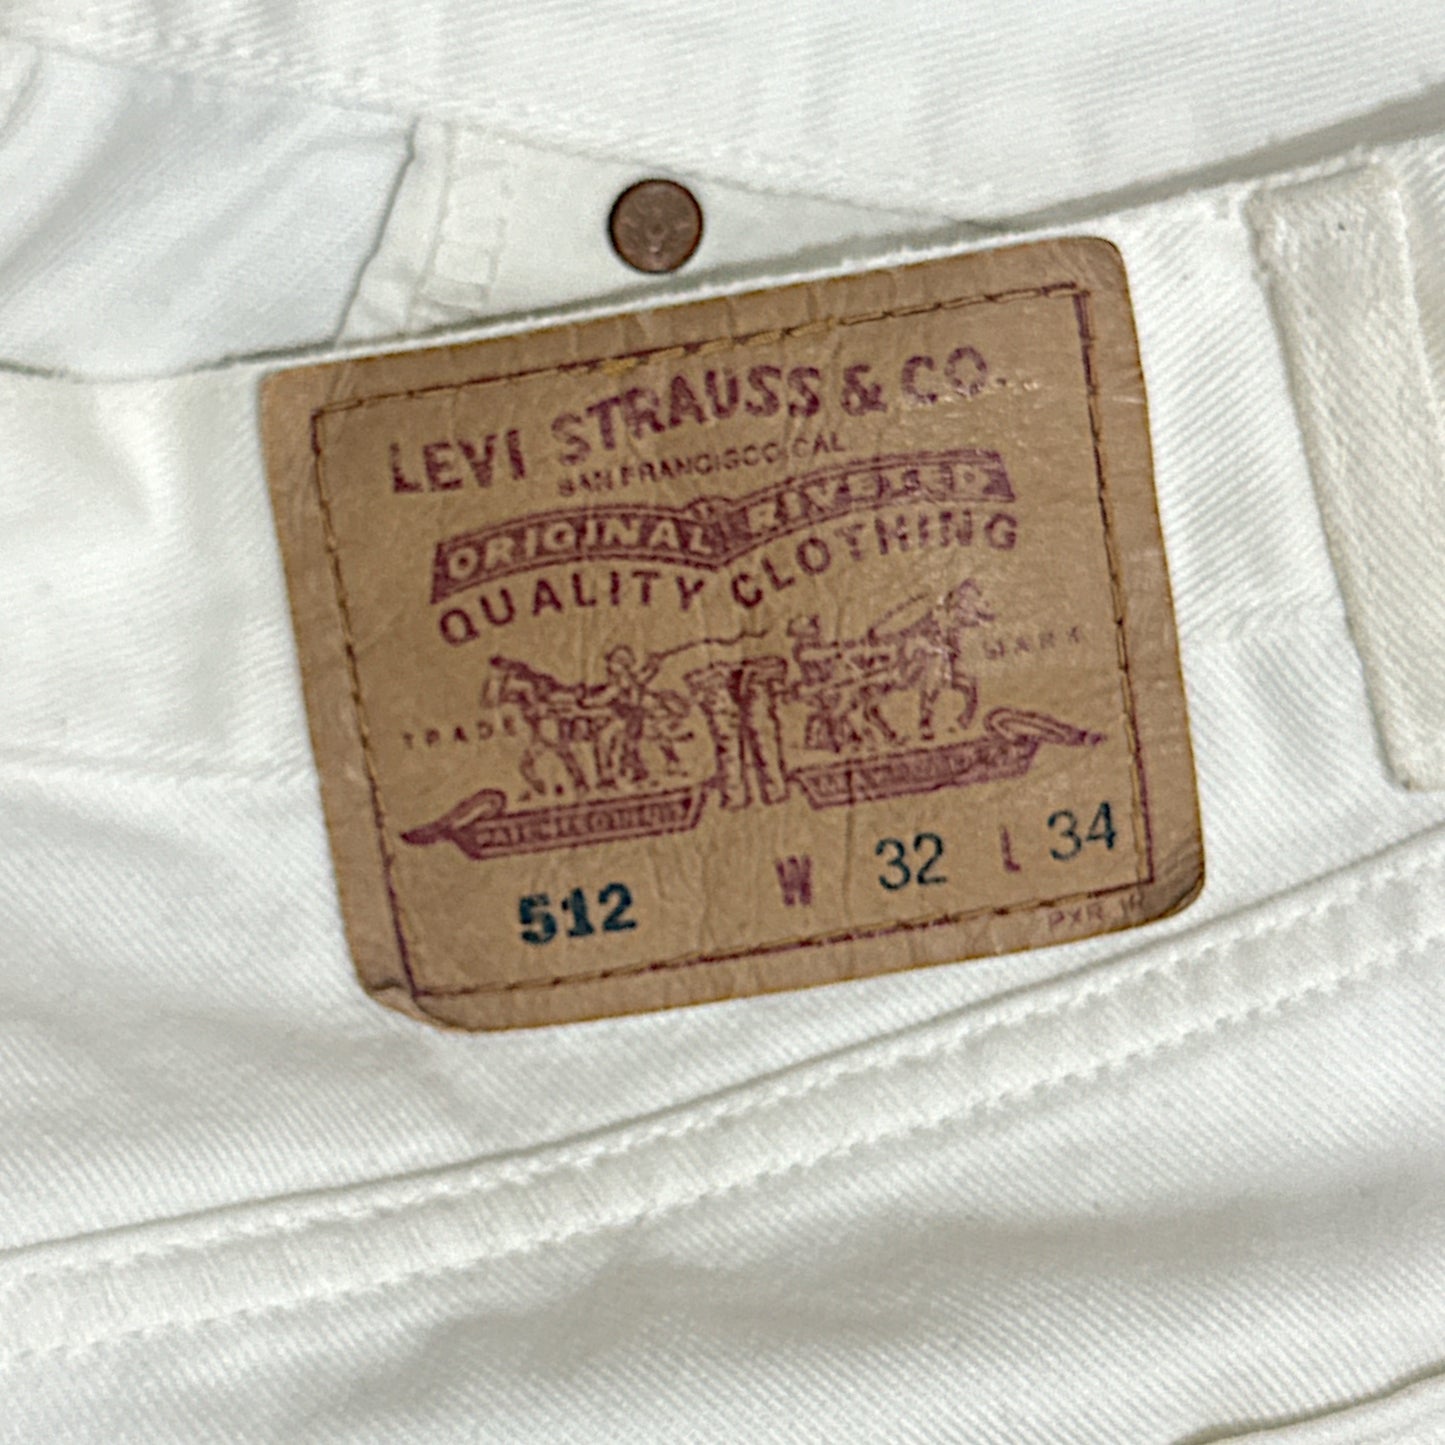 LEVI STRAUSS & CO.
SAN FRANCISCO CAL
ORIGINAL RIVETED
QUALITY CLOTHING
TRADE MARK
512 W 32 L 34